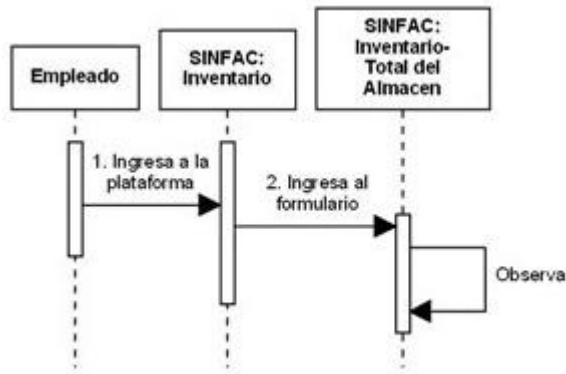 Empleado
SINFAC:
Inventario
SINFAC:
Inventario-
Total del
Almacen
1. Ingresa a la
plataforma
2. Ingresa al
formulario
Observa